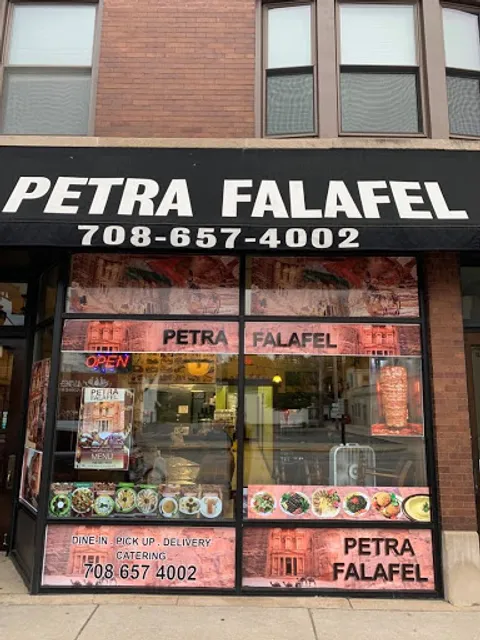 PETRA FALAFEL
708-657-4002
PETRA FALAFEL
OPEN
PETRA
FALAFEL
MENU
DINE-IN . PICK UP . DELIVERY
CATERING
708 657 4002
PETRA
FALAFEL